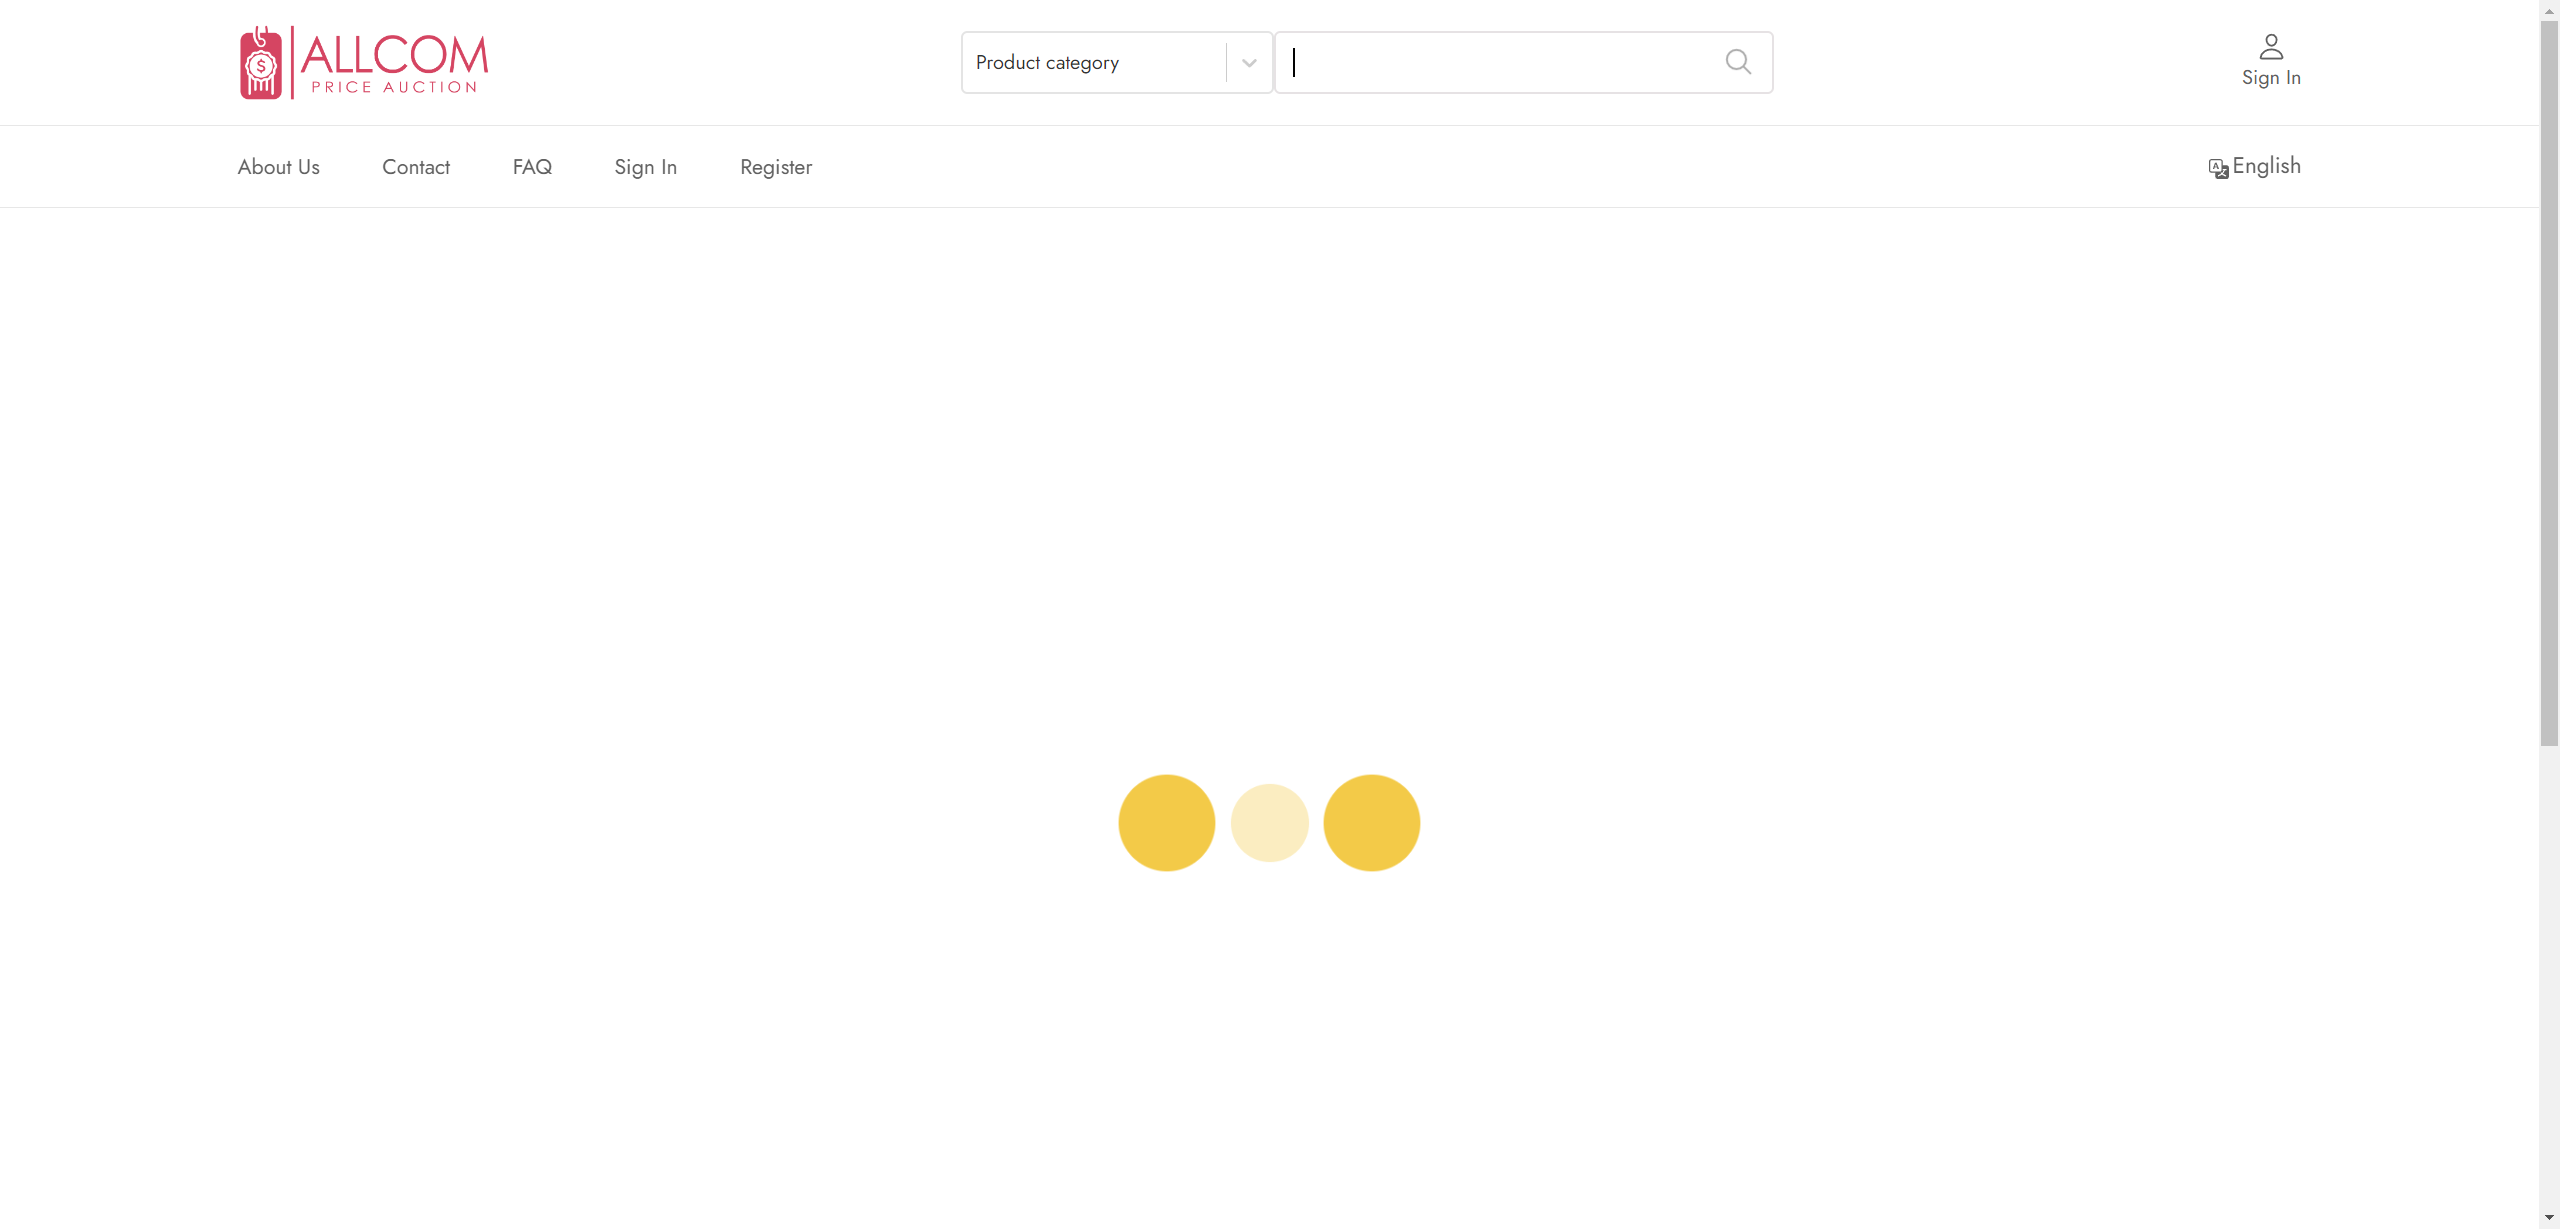 ALLCOM
PRICE AUCTION
Product category
Sign In
About Us
Contact
FAQ
Sign In
Register
English